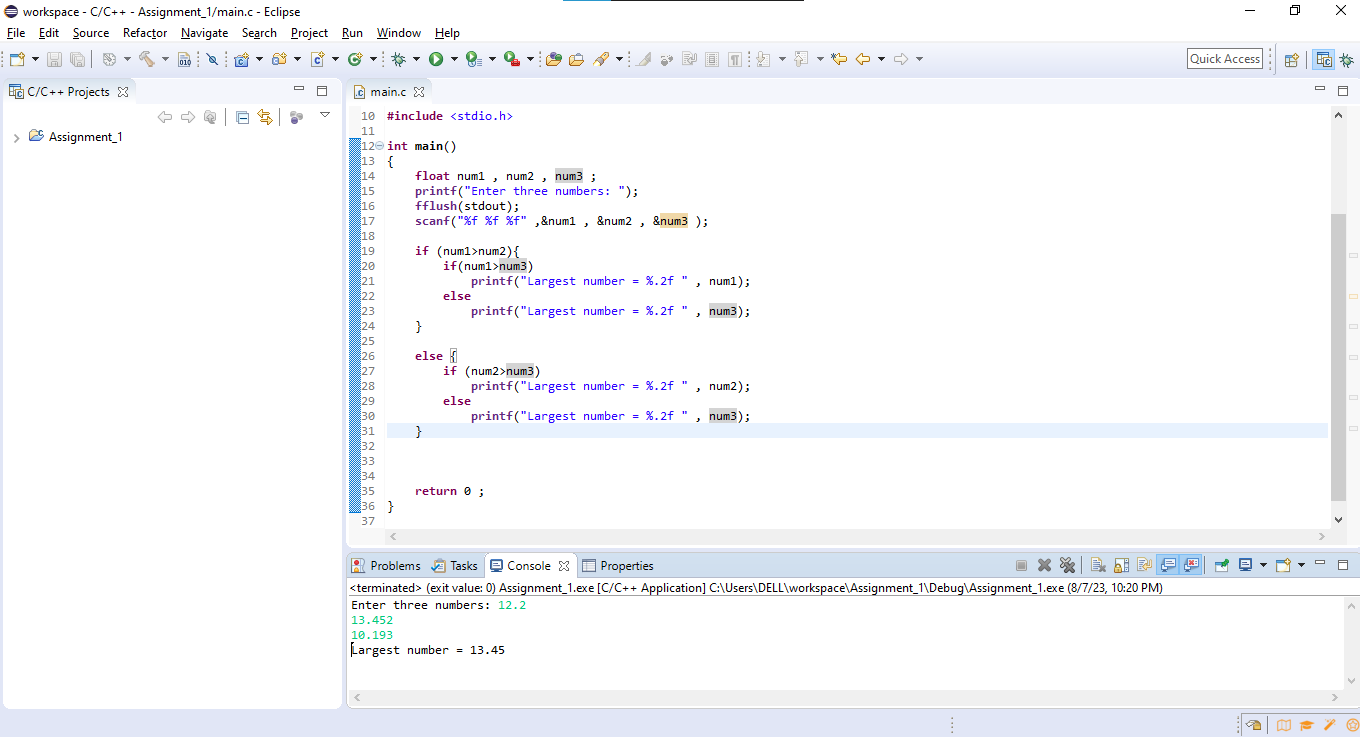 workspace - C/C++ - Assignment_1/main.c - Eclipse
File Edit Source Refactor Navigate Search Project Run Window Help
Quick Access
C/C++ Projects
Assignment_1
main.c
10 #include <stdio.h>
11
12 int main()
13 {
14 float num1 , num2 , num3 ;
15 printf("Enter three numbers: ");
16 fflush(stdout);
17 scanf("%f %f %f" ,&num1 , &num2 , &num3 );
18
19 if (num1>num2){
20 if(num1>num3)
21 printf("Largest number = %.2f " , num1);
22 else
23 printf("Largest number = %.2f " , num3);
24 }
25
26 else {
27 if (num2>num3)
28 printf("Largest number = %.2f " , num2);
29 else
30 printf("Largest number = %.2f " , num3);
31 }
32
33
34
35 return 0 ;
36 }
37
Problems Tasks Console Properties
<terminated> (exit value: 0) Assignment_1.exe [C/C++ Application] C:\Users\DELL\workspace\Assignment_1\Debug\Assignment_1.exe (8/7/23, 10:20 PM)
Enter three numbers: 12.2
13.452
10.193
Largest number = 13.45